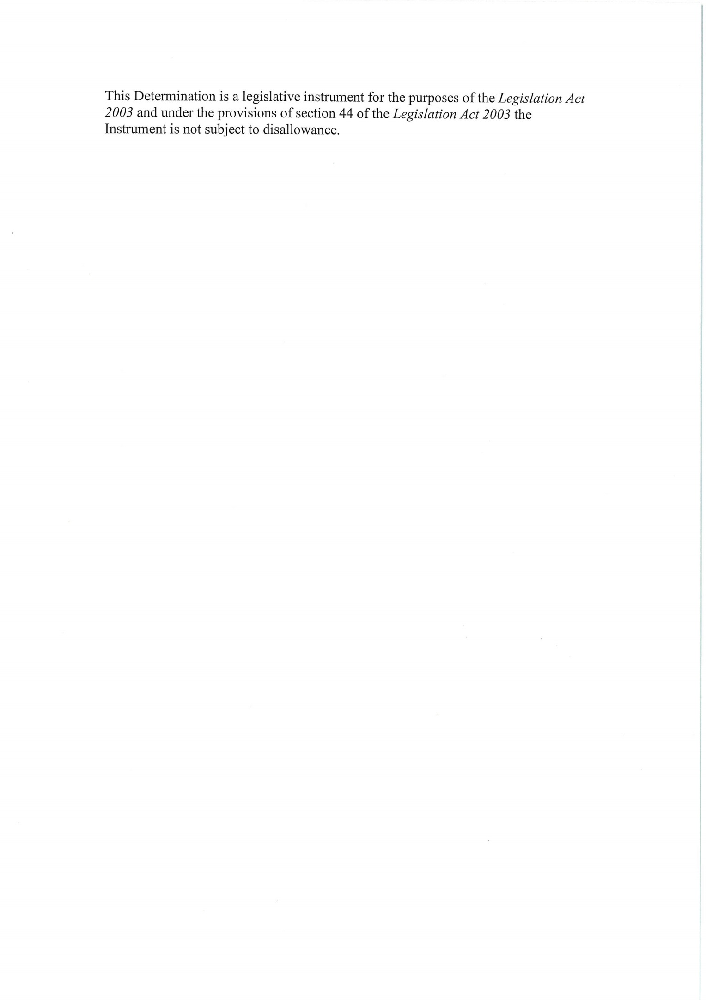 This Determination is a legislative instrument for the purposes of the Legislation Act
2003 and under the provisions of section 44 of the Legislation Act 2003 the
Instrument is not subject to disallowance.